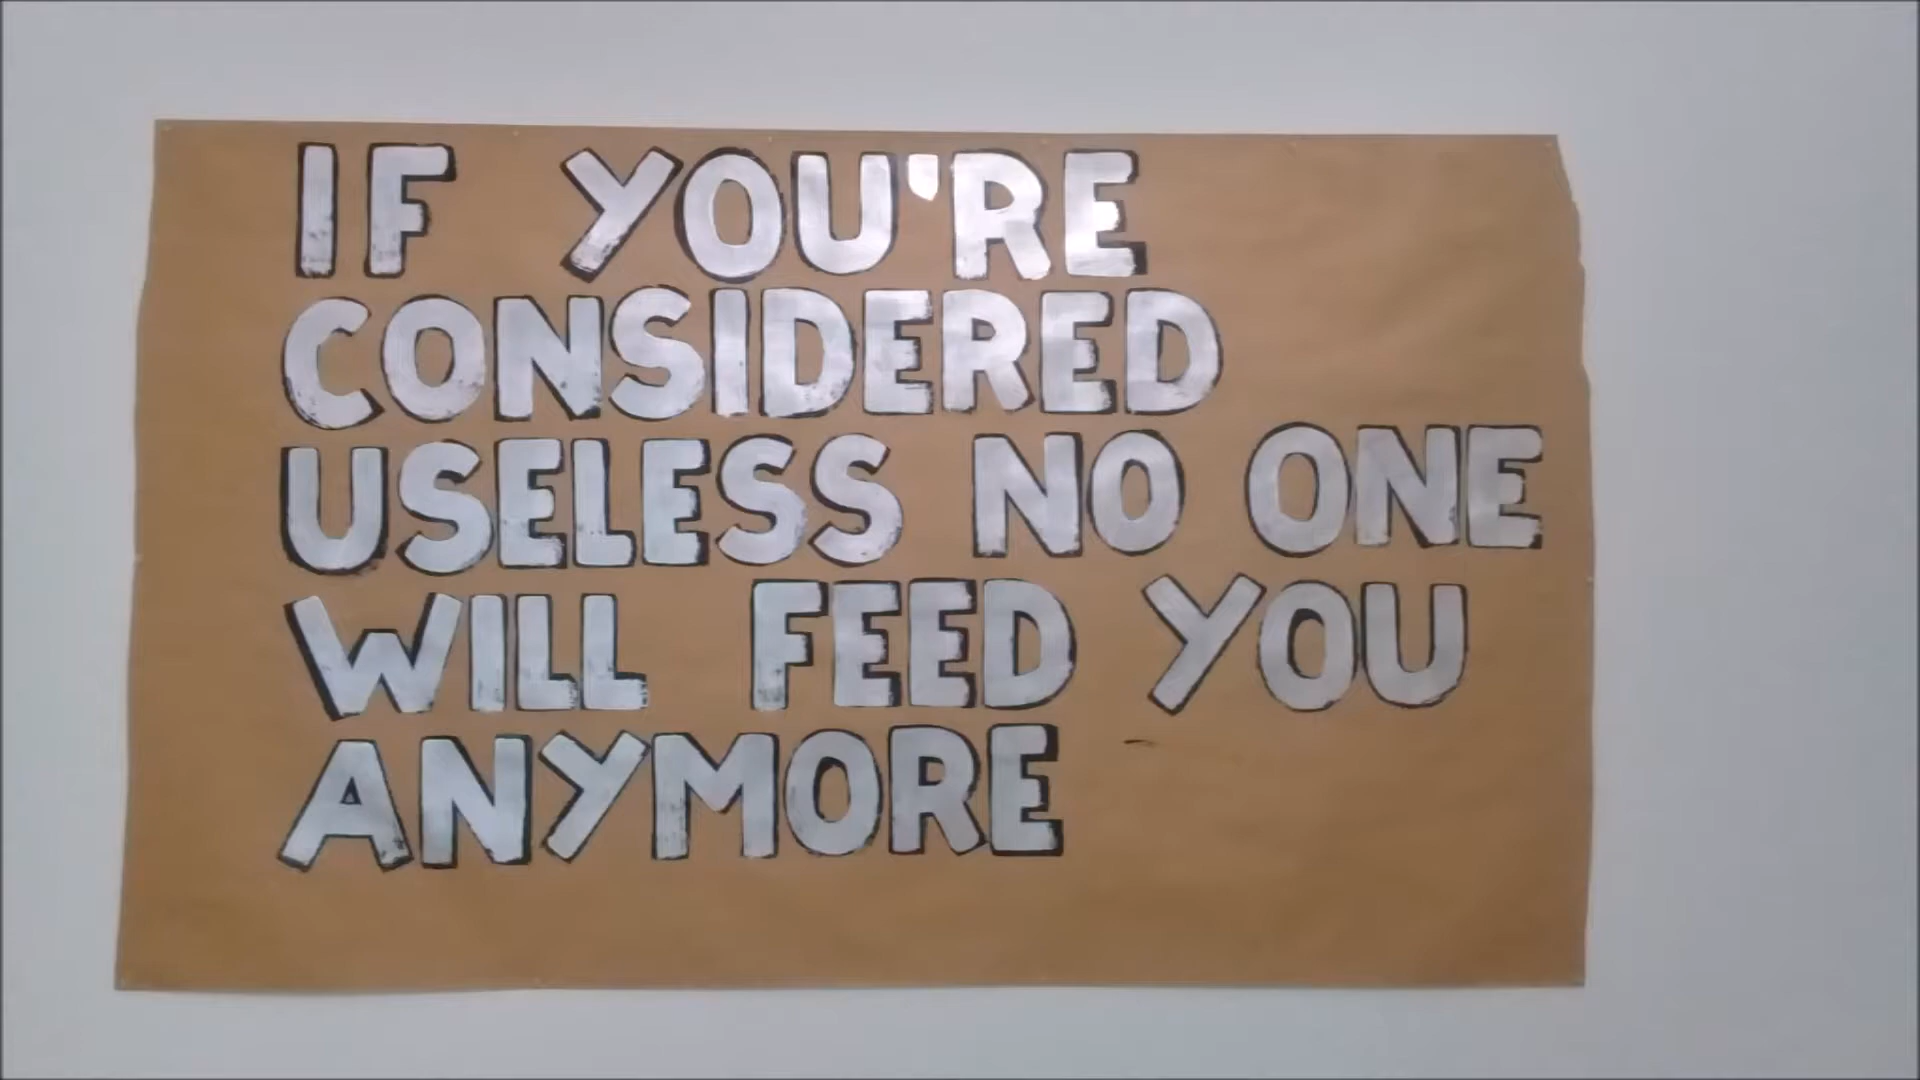 IF YOU'RE
CONSIDERED
USELESS NO ONE
WILL FEED YOU
ANYMORE